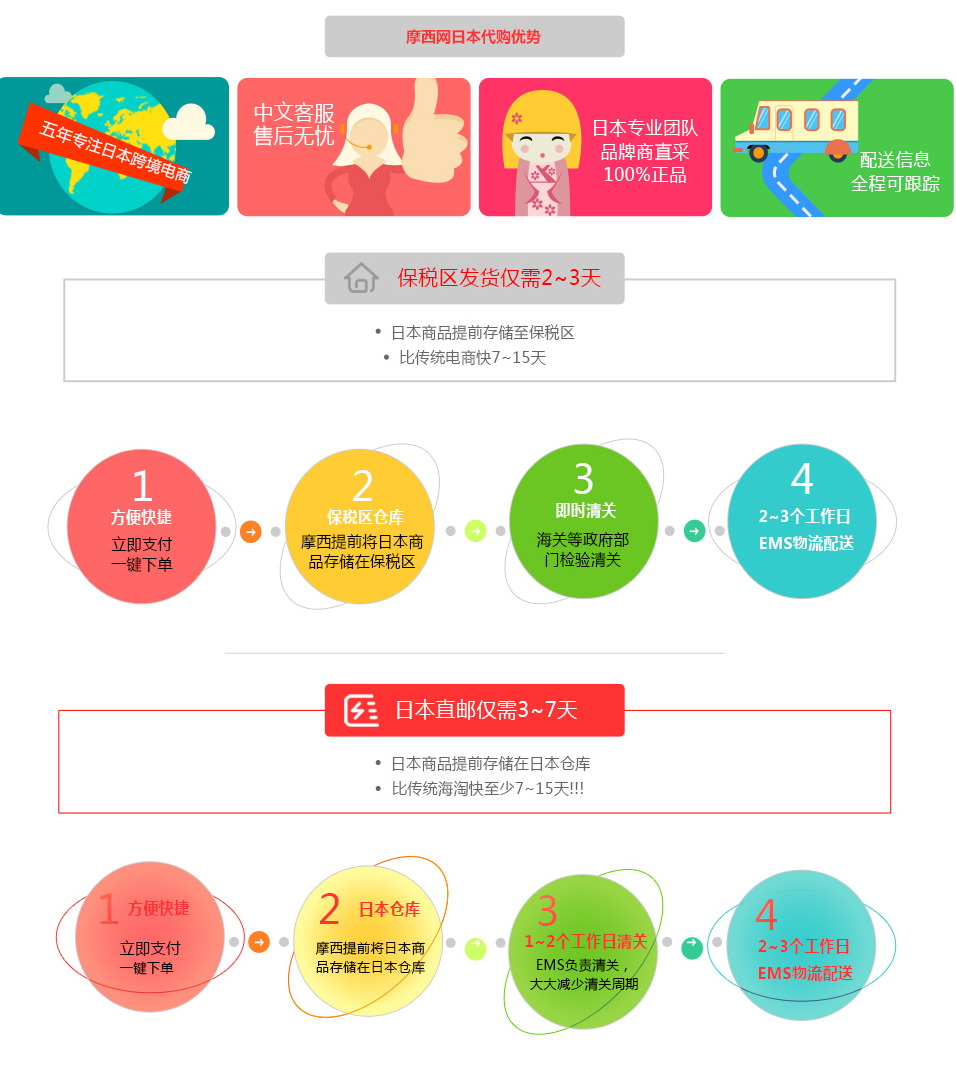 摩西网日本代购优势
五年专注日本跨境电商
中文客服
售后无忧
日本专业团队
品牌商直采
100%正品
配送信息
全程可跟踪
保税区发货仅需2~3天
• 日本商品提前存储至保税区
• 比传统电商快7~15天
1
方便快捷
立即支付
一键下单
2
保税区仓库
摩西提前将日本商
品存储在保税区
3
即时清关
海关等政府部
门检验清关
4
2~3个工作日
EMS物流配送
日本直邮仅需3~7天
• 日本商品提前存储在日本仓库
• 比传统海淘快至少7~15天!!!
1 方便快捷
立即支付
一键下单
2 日本仓库
摩西提前将日本商
品存储在日本仓库
3
1~2个工作日清关
EMS负责清关，
大大减少清关周期
4
2~3个工作日
EMS物流配送